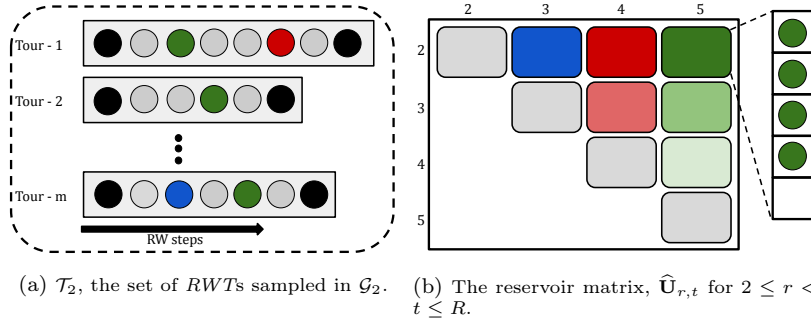 Tour - 1
Tour - 2
Tour - m
RW steps
(a) 𝒯₂, the set of RWTs sampled in 𝒢₂.
2 3 4 5
2
3
4
5
(b) The reservoir matrix, Û_{r,t} for 2 ≤ r <
t ≤ R.